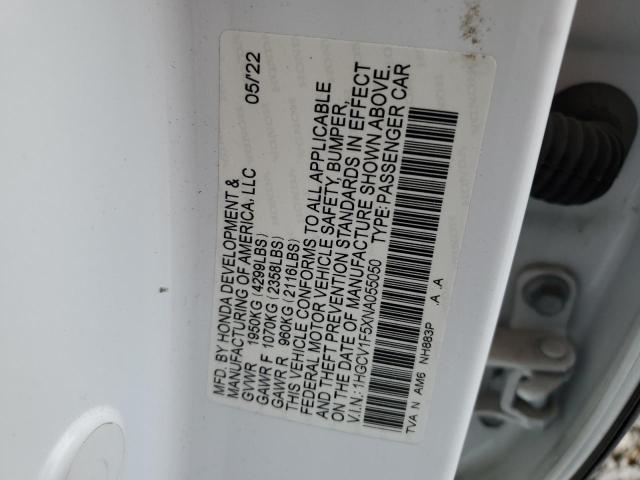 05/'22
MFD. BY HONDA DEVELOPMENT &
MANUFACTURING OF AMERICA, LLC
GVWR 1950KG (4299LBS)
GAWR F 1070KG (2358LBS)
GAWR R 960KG (2116LBS)
THIS VEHICLE CONFORMS TO ALL APPLICABLE
FEDERAL MOTOR VEHICLE SAFETY, BUMPER,
AND THEFT PREVENTION STANDARDS IN EFFECT
ON THE DATE OF MANUFACTURE SHOWN ABOVE.
V.I.N.: 1HGCV1F5XNA055050 TYPE: PASSENGER CAR
TVA N AM6 NH883P .A .A